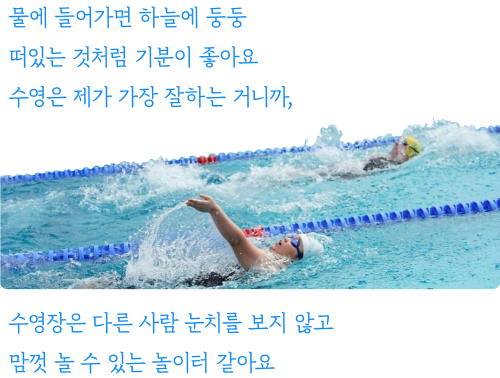 물에 들어가면 하늘에 둥둥
떠있는 것처럼 기분이 좋아요
수영은 제가 가장 잘하는 거니까,
수영장은 다른 사람 눈치를 보지 않고
맘껏 놀 수 있는 놀이터 같아요